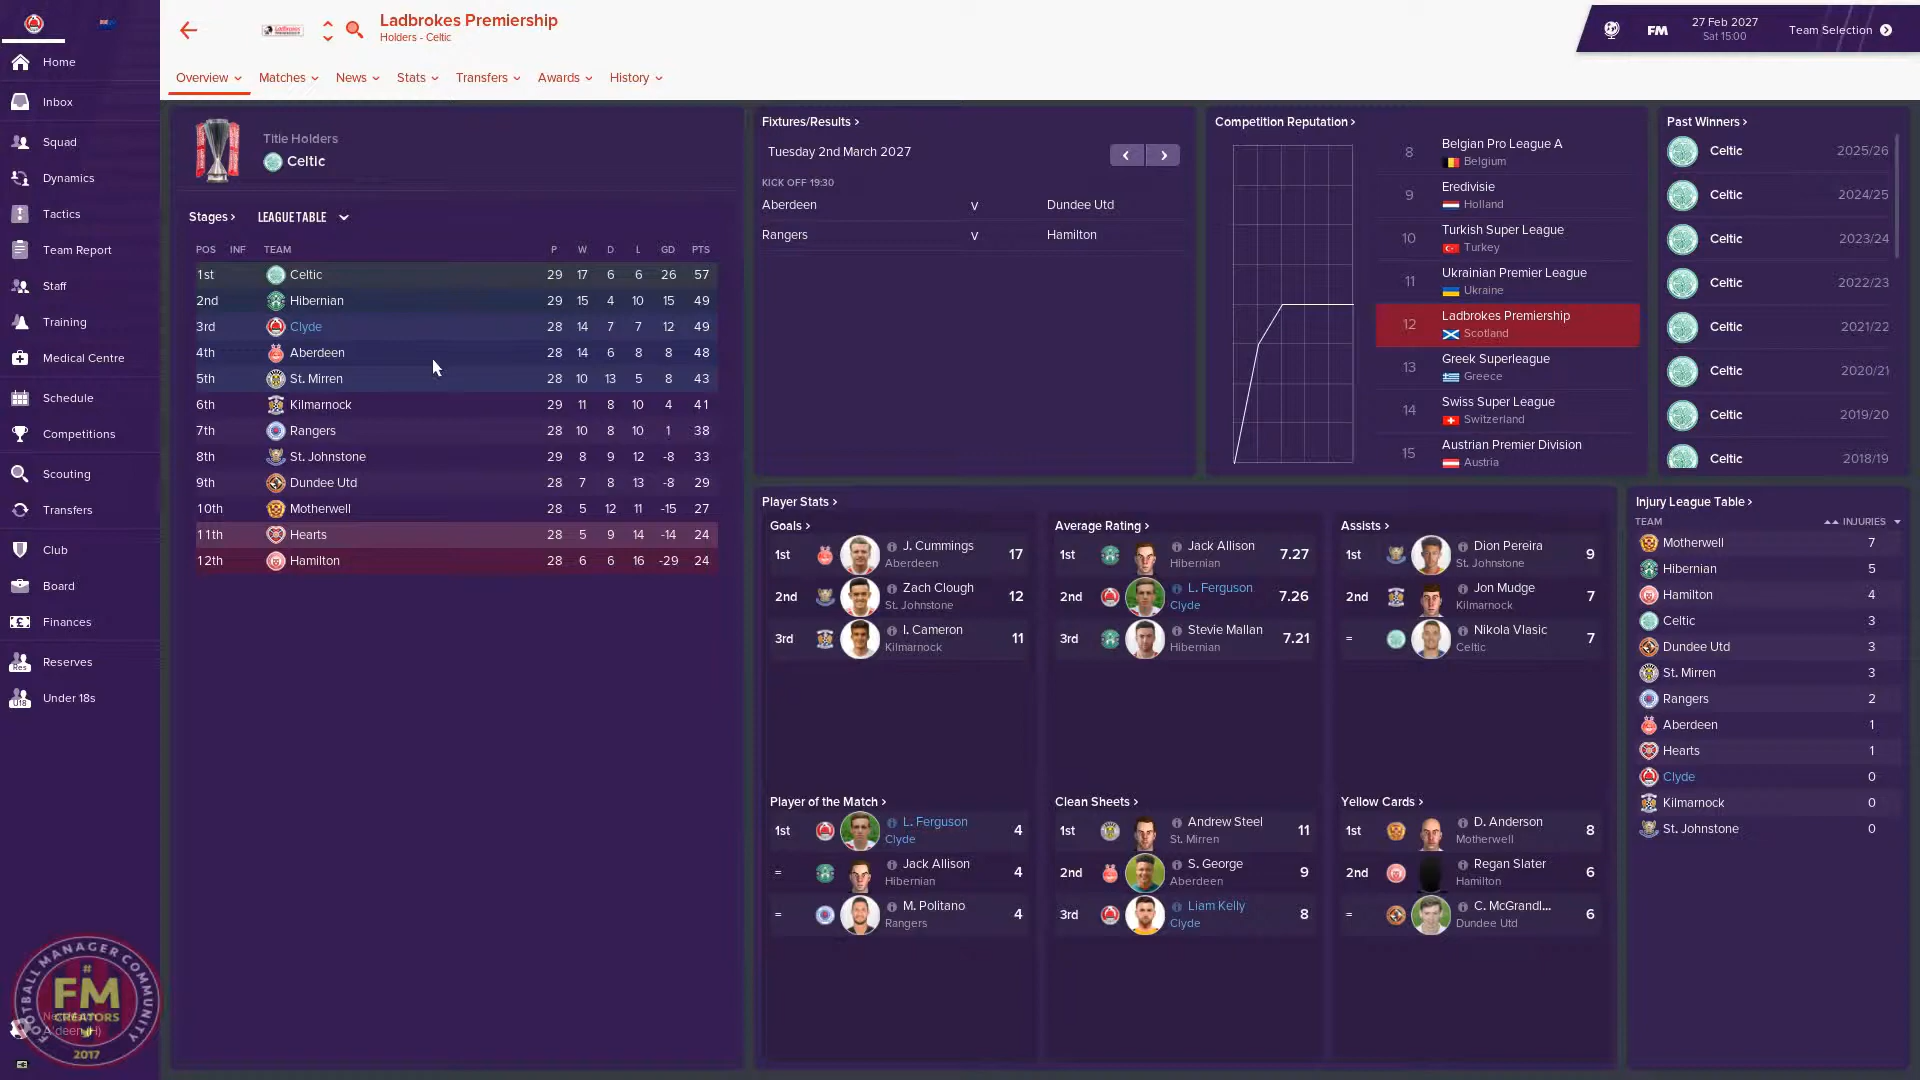 Ladbrokes Premiership
Holders - Celtic
27 Feb 2027
Sat 15:00
FM
Team Selection
Overview
Matches
News
Stats
Transfers
Awards
History
Home
Inbox
Squad
Dynamics
Tactics
Team Report
Staff
Training
Medical Centre
Schedule
Competitions
Scouting
Transfers
Club
Board
Finances
Res
Reserves
U18
Under 18s
FOOTBALL MANAGER COMMUNITY
#
FM
CREATORS
2017
A'deen (H)
Title Holders
Celtic
Stages >
LEAGUE TABLE
POS INF TEAM P W D L GD PTS
1st Celtic 29 17 6 6 26 57
2nd Hibernian 29 15 4 10 15 49
3rd Clyde 28 14 7 7 12 49
4th Aberdeen 28 14 6 8 8 48
5th St. Mirren 28 10 13 5 8 43
6th Kilmarnock 29 11 8 10 4 41
7th Rangers 28 10 8 10 1 38
8th St. Johnstone 29 8 9 12 -8 33
9th Dundee Utd 28 7 8 13 -8 29
10th Motherwell 28 5 12 11 -15 27
11th Hearts 28 5 9 14 -14 24
12th Hamilton 28 6 6 16 -29 24
Fixtures/Results >
Tuesday 2nd March 2027
KICK OFF 19:30
Aberdeen v Dundee Utd
Rangers v Hamilton
Competition Reputation >
8 Belgian Pro League A
Belgium
9 Eredivisie
Holland
10 Turkish Super League
Turkey
11 Ukrainian Premier League
Ukraine
12 Ladbrokes Premiership
Scotland
13 Greek Superleague
Greece
14 Swiss Super League
Switzerland
15 Austrian Premier Division
Austria
Past Winners >
Celtic 2025/26
Celtic 2024/25
Celtic 2023/24
Celtic 2022/23
Celtic 2021/22
Celtic 2020/21
Celtic 2019/20
Celtic 2018/19
Player Stats >
Goals >
1st J. Cummings 17
Aberdeen
2nd Zach Clough 12
St. Johnstone
3rd I. Cameron 11
Kilmarnock
Average Rating >
1st Jack Allison 7.27
Hibernian
2nd L. Ferguson 7.26
Clyde
3rd Stevie Mallan 7.21
Hibernian
Assists >
1st Dion Pereira 9
St. Johnstone
2nd Jon Mudge 7
Kilmarnock
= Nikola Vlasic 7
Celtic
Player of the Match >
1st L. Ferguson 4
Clyde
= Jack Allison 4
Hibernian
= M. Politano 4
Rangers
Clean Sheets >
1st Andrew Steel 11
St. Mirren
2nd S. George 9
Aberdeen
3rd Liam Kelly 8
Clyde
Yellow Cards >
1st D. Anderson 8
Motherwell
2nd Regan Slater 6
Hamilton
= C. McGrandl... 6
Dundee Utd
Injury League Table >
TEAM INJURIES
Motherwell 7
Hibernian 5
Hamilton 4
Celtic 3
Dundee Utd 3
St. Mirren 3
Rangers 2
Aberdeen 1
Hearts 1
Clyde 0
Kilmarnock 0
St. Johnstone 0